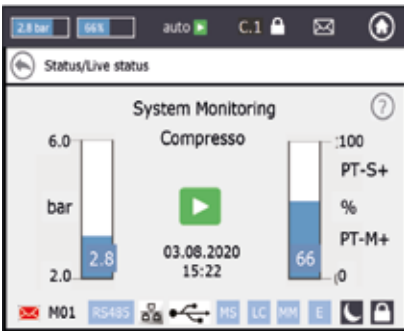 2.8 bar 66% auto C.1
Status/Live status
System Monitoring ?
6.0 Compresso 100
PT-S+
bar %
PT-M+
2.8 03.08.2020 66
2.0 15:22 0
M01 RS485 MS LC MM E